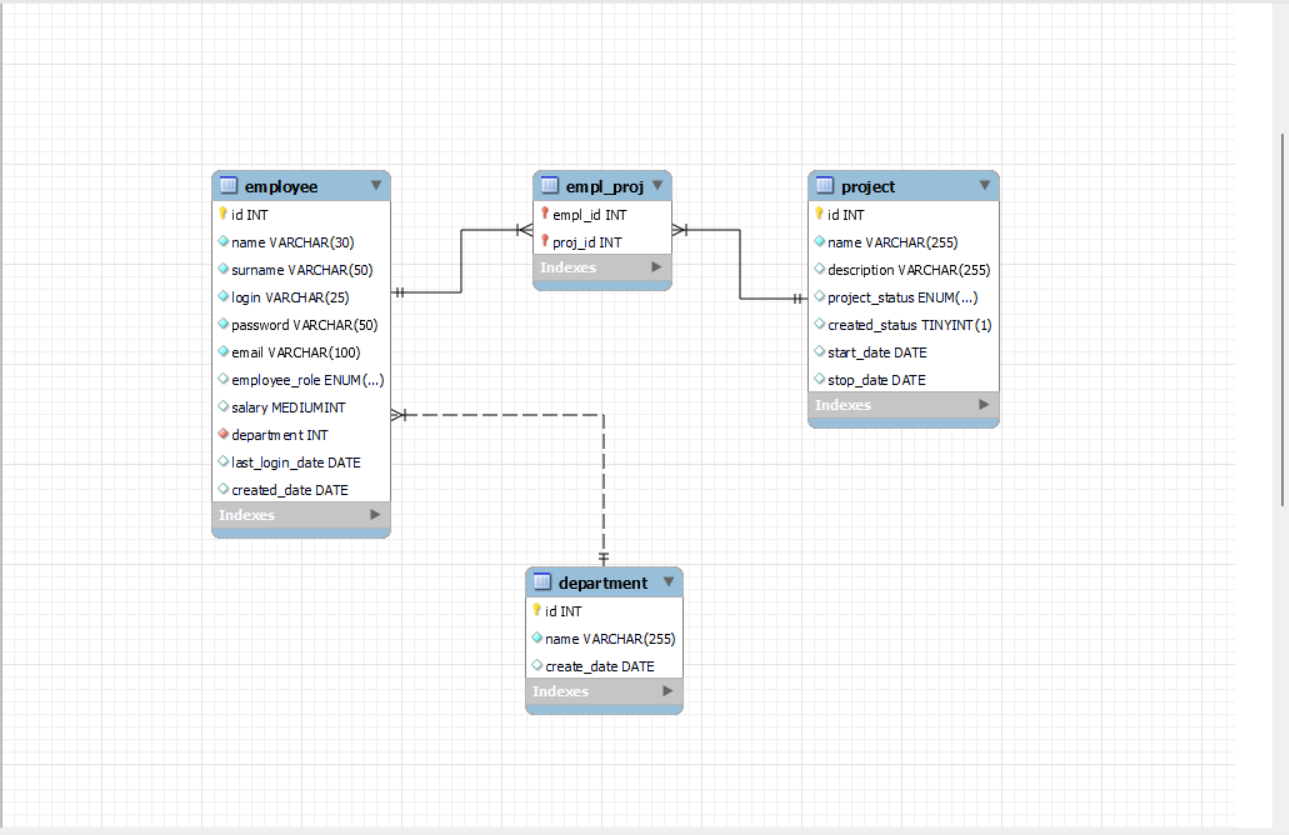 employee
id INT
name VARCHAR(30)
surname VARCHAR(50)
login VARCHAR(25)
password VARCHAR(50)
email VARCHAR(100)
employee_role ENUM(...)
salary MEDIUMINT
department INT
last_login_date DATE
created_date DATE
Indexes
empl_proj
empl_id INT
proj_id INT
Indexes
project
id INT
name VARCHAR(255)
description VARCHAR(255)
project_status ENUM(...)
created_status TINYINT(1)
start_date DATE
stop_date DATE
Indexes
department
id INT
name VARCHAR(255)
create_date DATE
Indexes